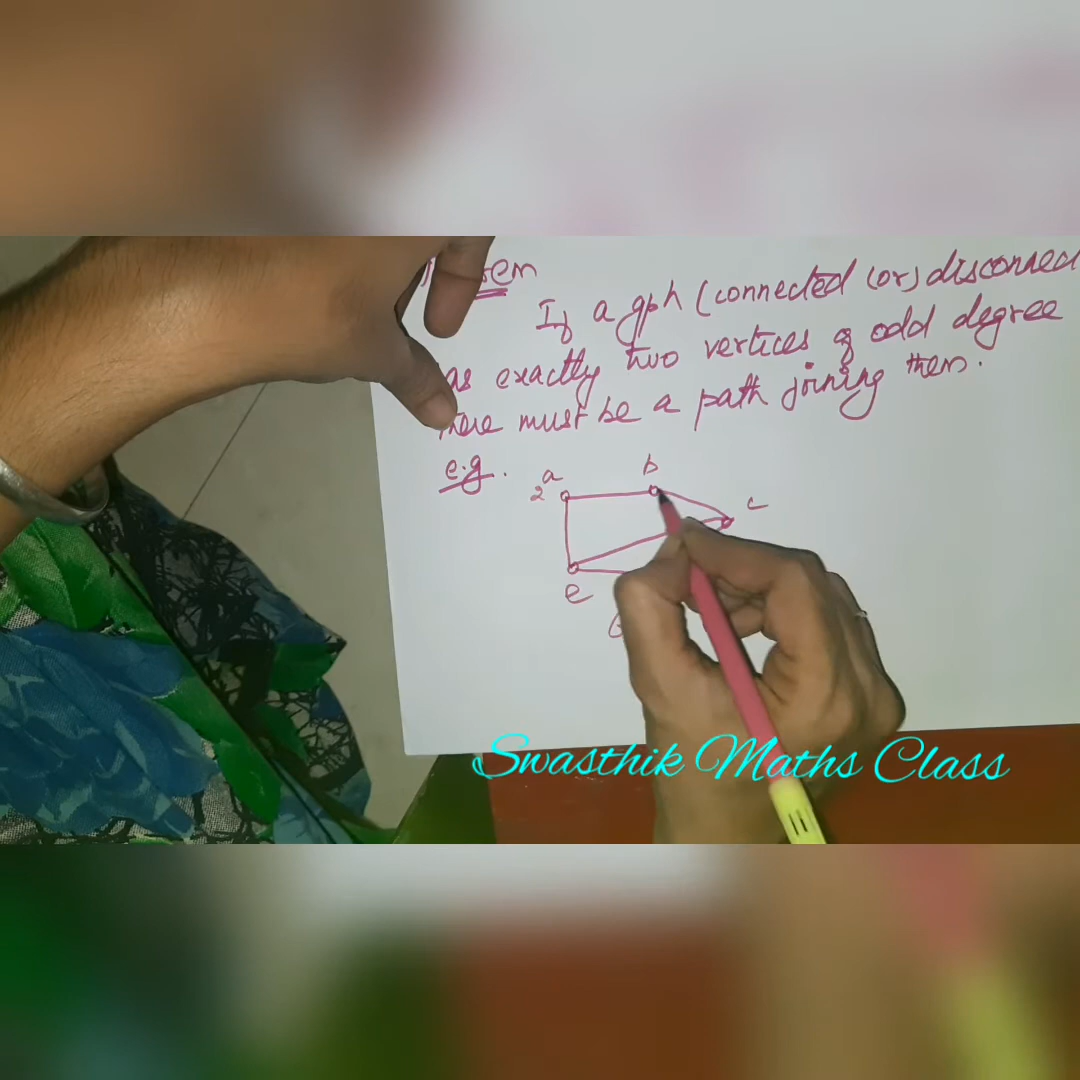 If a gph (connected (or) disconnec
as exactly two vertices of odd degree
there must be a path joining them.
e.g.
a b
2
c
e
Swasthik Maths Class